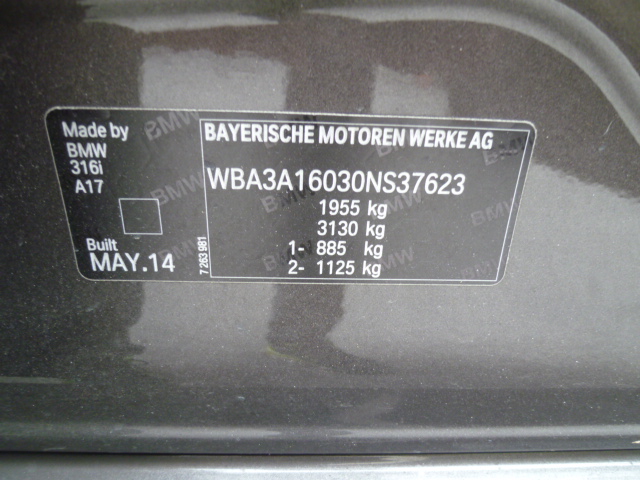 Made by
BMW
316i
A17
Built
MAY.14
7 263 981
BAYERISCHE MOTOREN WERKE AG
WBA3A16030NS37623
1955 kg
3130 kg
1- 885 kg
2- 1125 kg